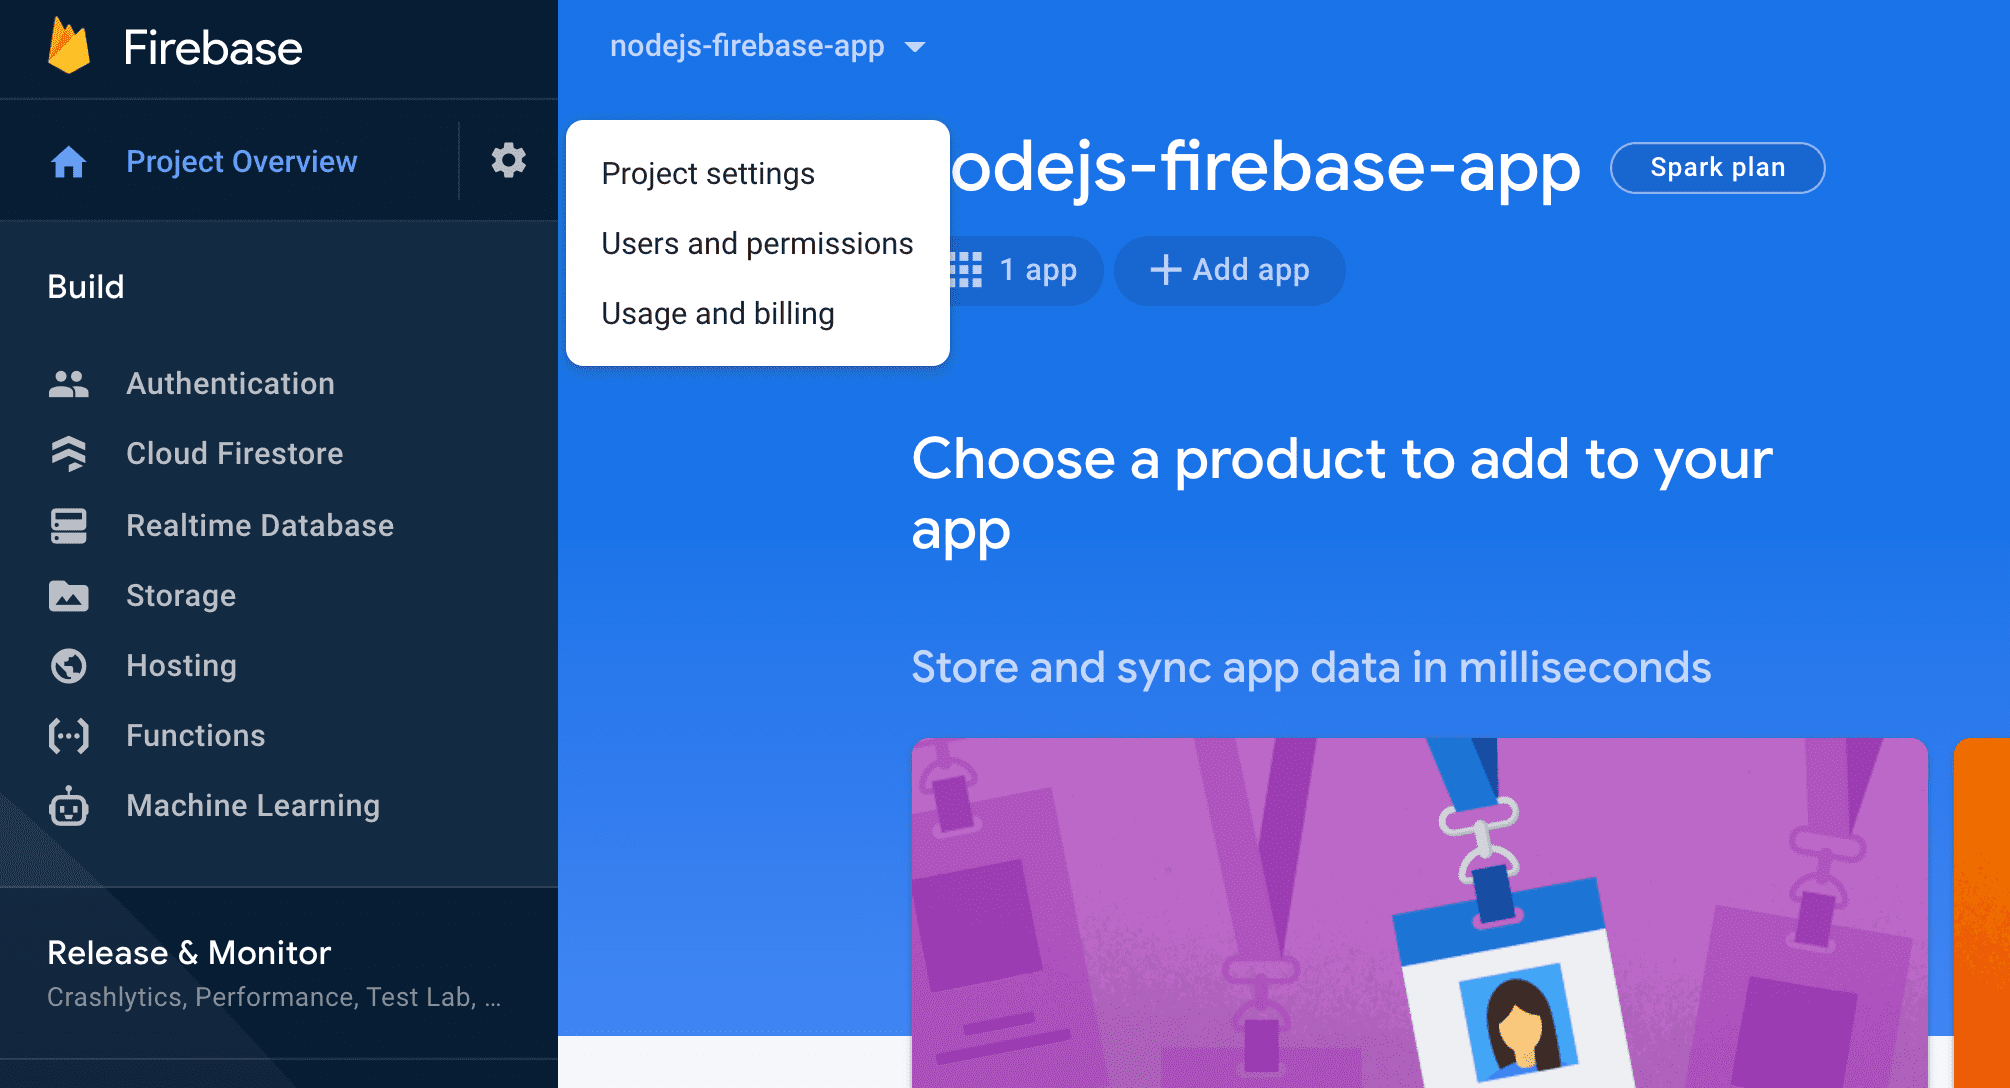 Firebase
Project Overview
Build
Authentication
Cloud Firestore
Realtime Database
Storage
Hosting
Functions
Machine Learning
Release & Monitor
Crashlytics, Performance, Test Lab, ...
nodejs-firebase-app
Project settings
Users and permissions
Usage and billing
odejs-firebase-app
Spark plan
1 app
Add app
Choose a product to add to your
app
Store and sync app data in milliseconds